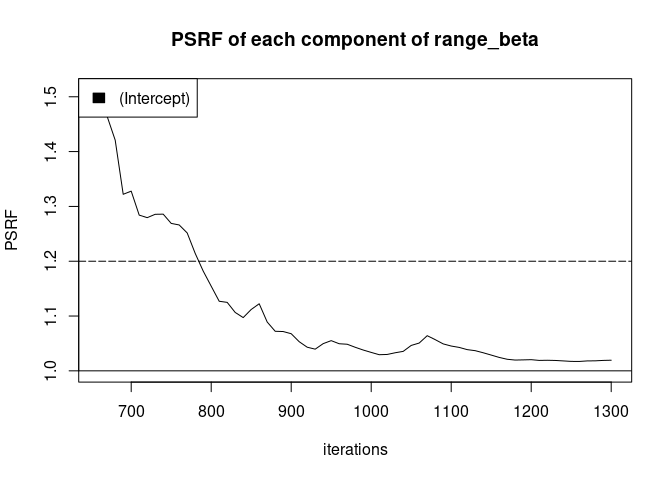 PSRF of each component of range_beta
(Intercept)
PSRF
1.5
1.4
1.3
1.2
1.1
1.0
700 800 900 1000 1100 1200 1300
iterations